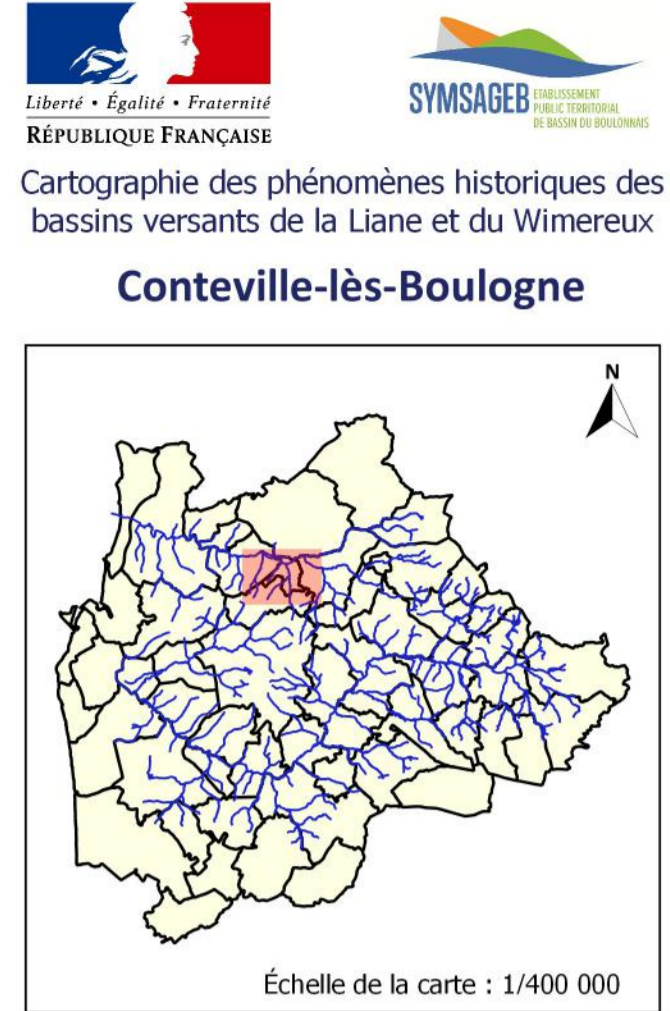 Liberté • Égalité • Fraternité
RÉPUBLIQUE FRANÇAISE
SYMSAGEB
ETABLISSEMENT
PUBLIC TERRITORIAL
DE BASSIN DU BOULONNAIS
Cartographie des phénomènes historiques des
bassins versants de la Liane et du Wimereux
Conteville-lès-Boulogne
N
Échelle de la carte : 1/400 000